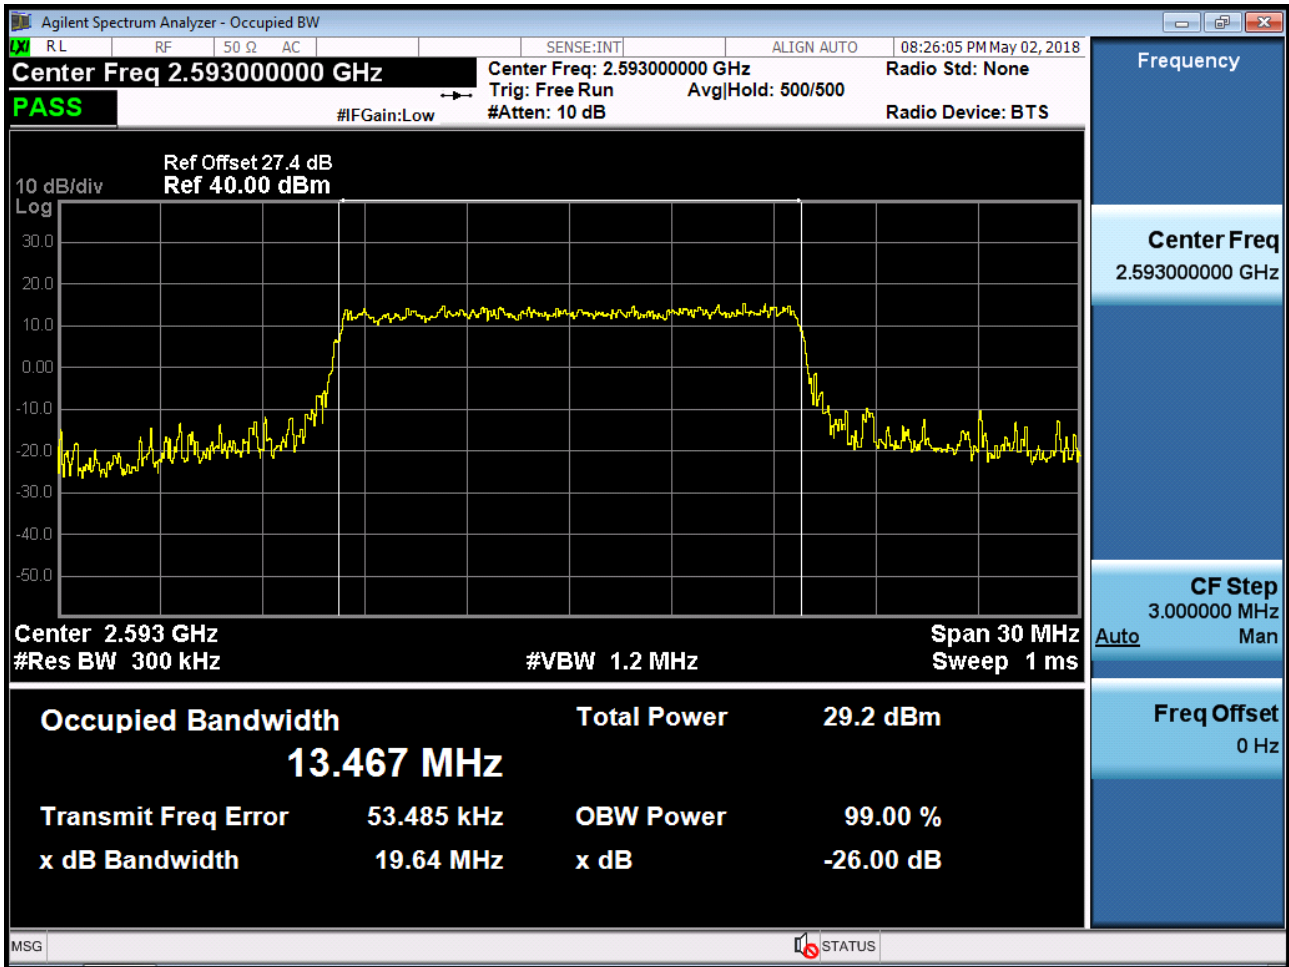 Agilent Spectrum Analyzer - Occupied BW
LXI RL RF 50 Ω AC SENSE:INT ALIGN AUTO 08:26:05 PM May 02, 2018
Center Freq 2.593000000 GHz
Center Freq: 2.593000000 GHz
Radio Std: None
Trig: Free Run
Avg|Hold: 500/500
PASS
#IFGain:Low
#Atten: 10 dB
Radio Device: BTS
Ref Offset 27.4 dB
10 dB/div
Ref 40.00 dBm
Log
30.0
20.0
10.0
0.00
-10.0
-20.0
-30.0
-40.0
-50.0
Center 2.593 GHz
Span 30 MHz
#Res BW 300 kHz
#VBW 1.2 MHz
Sweep 1 ms
Occupied Bandwidth
13.467 MHz
Total Power 29.2 dBm
Transmit Freq Error 53.485 kHz
OBW Power 99.00 %
x dB Bandwidth 19.64 MHz
x dB -26.00 dB
Frequency
Center Freq
2.593000000 GHz
CF Step
3.000000 MHz
Auto Man
Freq Offset
0 Hz
MSG
STATUS